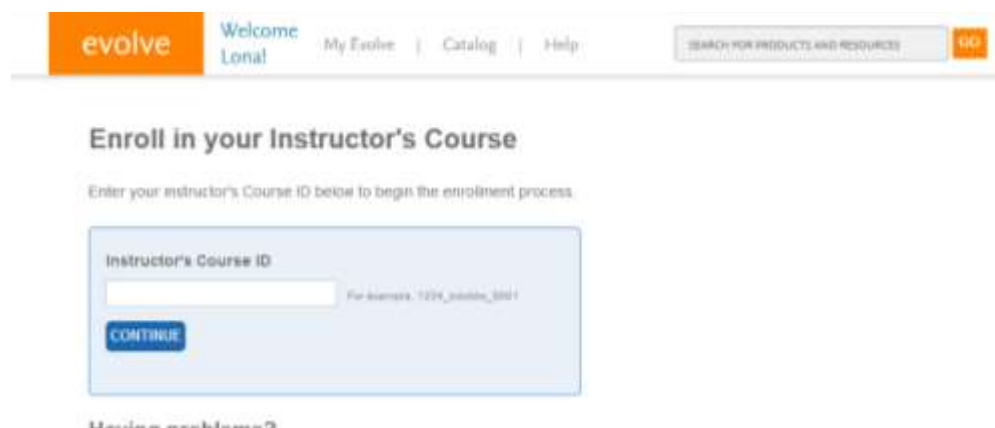 evolve
Welcome
Lona!
My Evolve | Catalog | Help
SEARCH FOR PRODUCTS AND RESOURCES
GO
Enroll in your Instructor's Course
Enter your instructor's Course ID below to begin the enrollment process.
Instructor's Course ID
For example,
CONTINUE
Having problems?